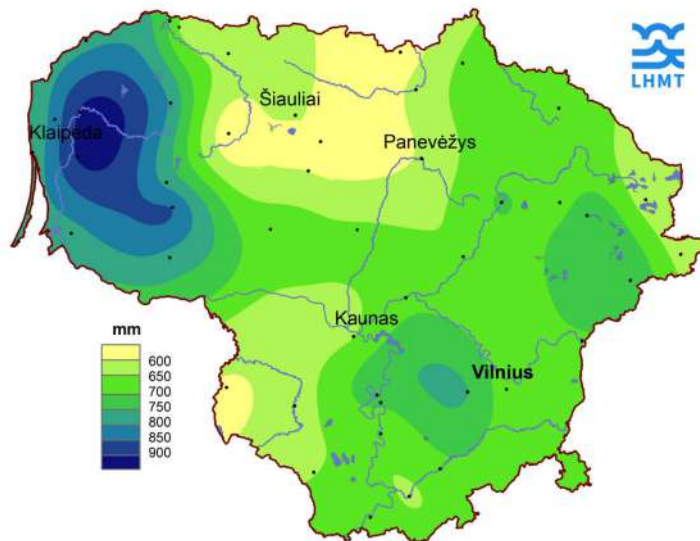 LHMT
Šiauliai
Klaipėda
Panevėžys
Kaunas
mm
Vilnius
600
650
700
750
800
850
900